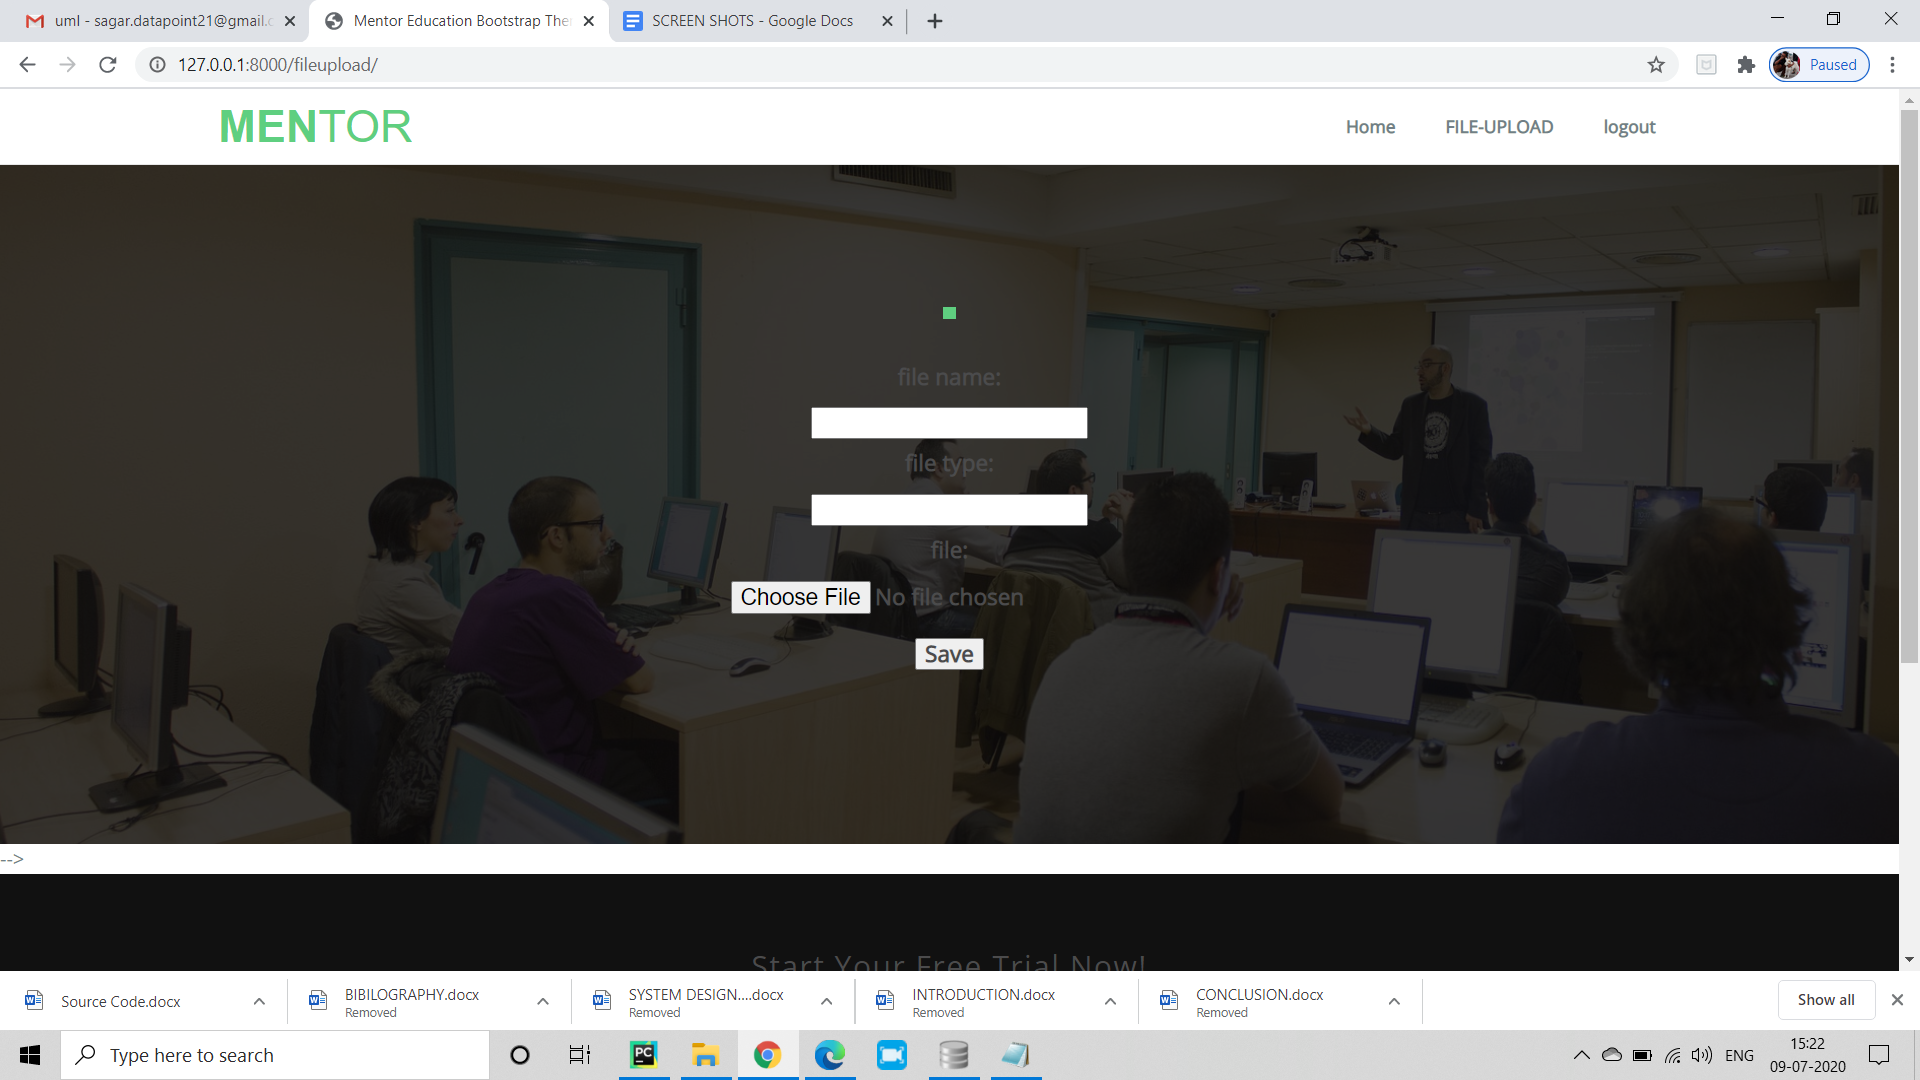 uml - sagar.datapoint21@gmail.c
Mentor Education Bootstrap The
SCREEN SHOTS - Google Docs
127.0.0.1:8000/fileupload/
Paused
MENTOR
Home
FILE-UPLOAD
logout
file name:
file type:
file:
Choose File No file chosen
Save
-->
Start Your Free Trial Now!
Source Code.docx
BIBILOGRAPHY.docx
Removed
SYSTEM DESIGN....docx
Removed
INTRODUCTION.docx
Removed
CONCLUSION.docx
Removed
Show all
Type here to search
PC
ENG
15:22
09-07-2020